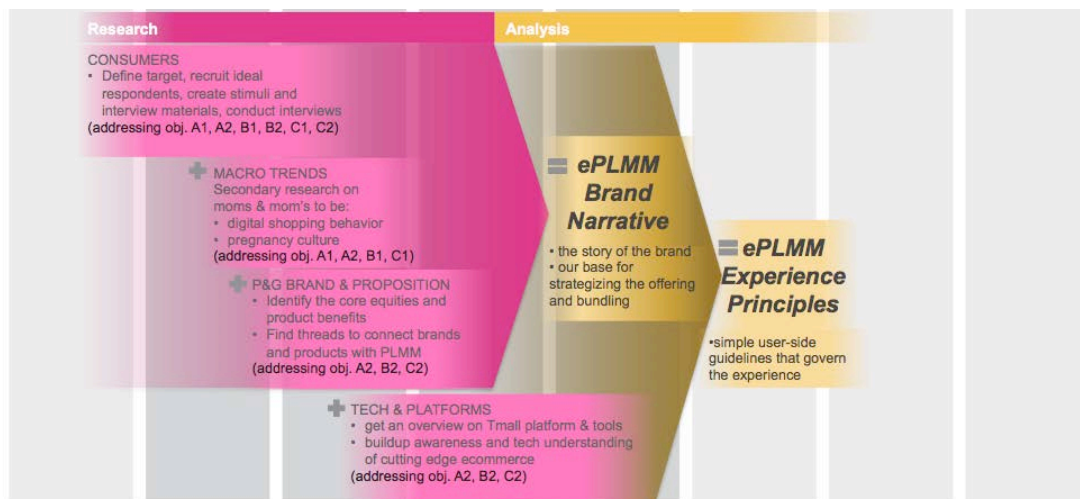 Research
Analysis
CONSUMERS
• Define target, recruit ideal
respondents, create stimuli and
interview materials, conduct interviews
(addressing obj. A1, A2, B1, B2, C1, C2)
MACRO TRENDS
Secondary research on
moms & mom's to be:
• digital shopping behavior
• pregnancy culture
(addressing obj. A1, A2, B1, C1)
P&G BRAND & PROPOSITION
• Identify the core equities and
product benefits
• Find threads to connect brands
and products with PLMM
(addressing obj. A2, B2, C2)
TECH & PLATFORMS
• get an overview on Tmall platform & tools
• buildup awareness and tech understanding
of cutting edge ecommerce
(addressing obj. A2, B2, C2)
= ePLMM
Brand
Narrative
• the story of the brand
• our base for
strategizing the offering
and bundling
= ePLMM
Experience
Principles
•simple user-side
guidelines that govern
the experience